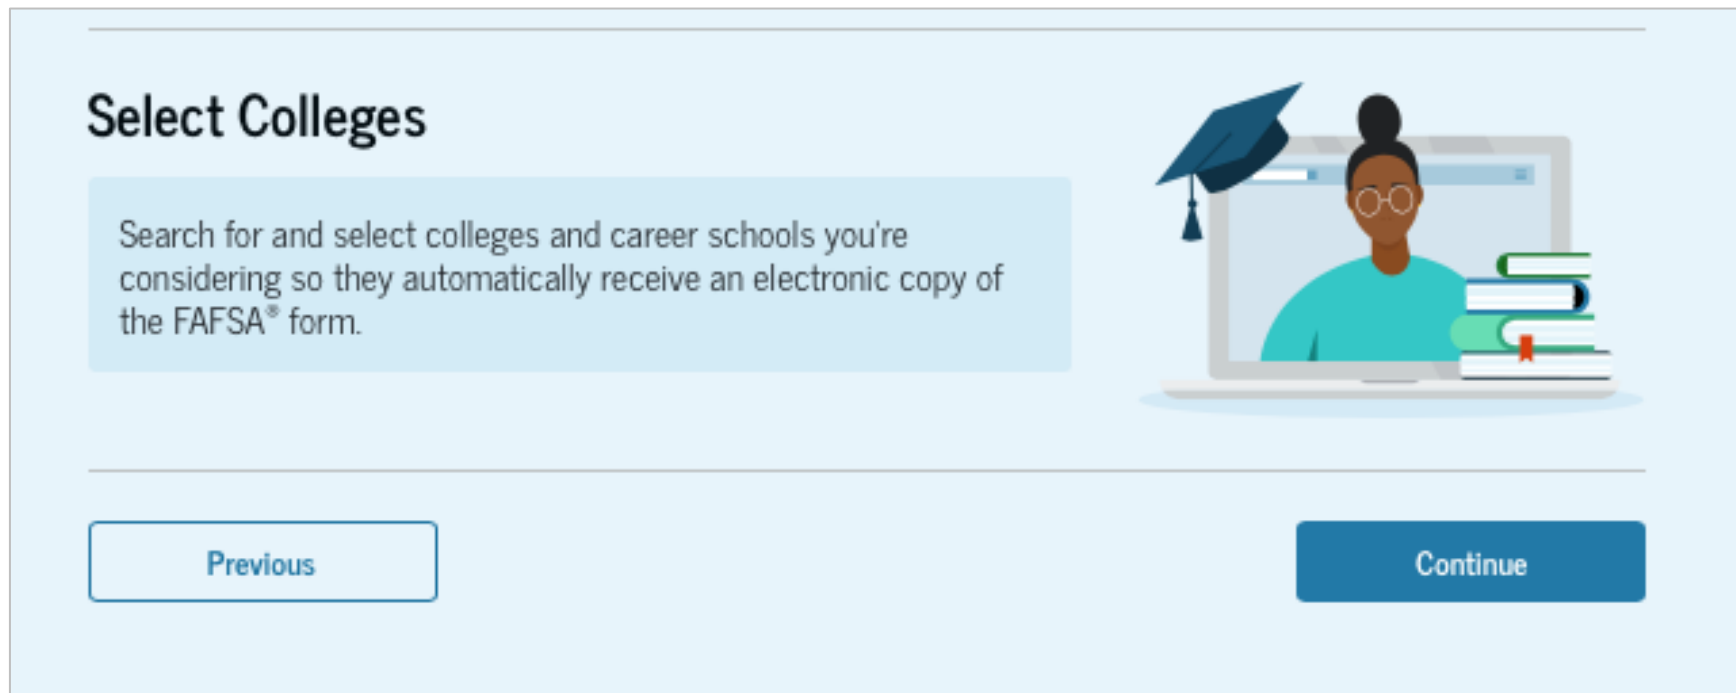 Select Colleges
Search for and select colleges and career schools you're
considering so they automatically receive an electronic copy of
the FAFSA® form.
Previous
Continue